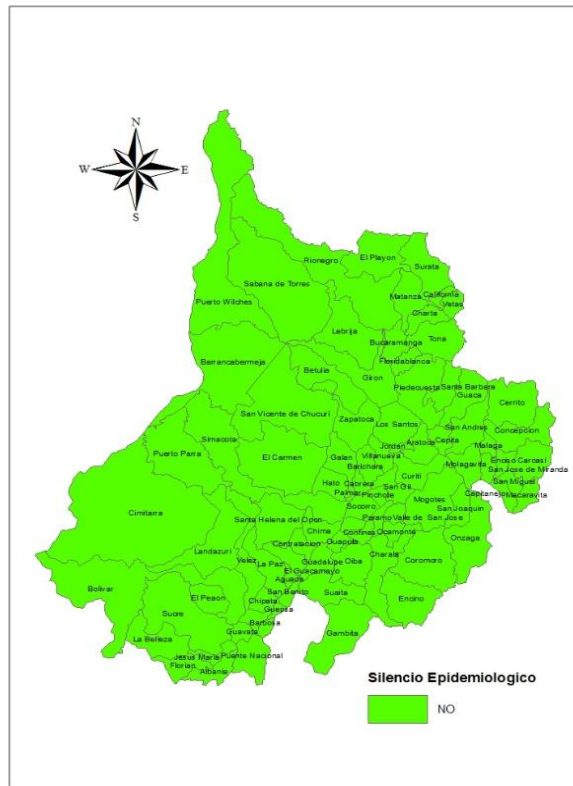 N
W E
S
Rionegro
El Playon
Surata
Sabana de Torres
Puerto Wilches
Matanza
California
Vetas
Charta
Lebrija
Tona
Bucaramanga
Barrancabermeja
Floridablanca
Betulia
Giron
Piedecuesta
Santa Barbara
Guaca
Cerrito
San Vicente de Chucuri
Zapatoca
Los Santos
San Andres
Concepcion
Simacota
Jordan
Aratoca
Cepita
Malaga
Puerto Parra
El Carmen
Galan
Villanueva
Barichara
Molagavita
Enciso
Carcasi
San Jose de Miranda
Hato
Cabrera
Curiti
San Gil
San Miguel
Palmar
Pinchote
Mogotes
Capitanejo
Macaravita
Cimitarra
Socorro
San Joaquin
Santa Helena del Opon
Paramo
Valle de San Jose
Chima
Confines
Ocamonte
Onzaga
Contratacion
Guapota
Landazuri
Charala
Velez
La Paz
Guadalupe
Oiba
Coromoro
El Guacamayo
Aguada
Bolivar
San Benito
Suaita
Encino
El Penon
Chipata
Sucre
Guepsa
Barbosa
Guavata
Gambita
La Belleza
Jesus Maria
Puente Nacional
Florian
Albania
Silencio Epidemiologico
NO